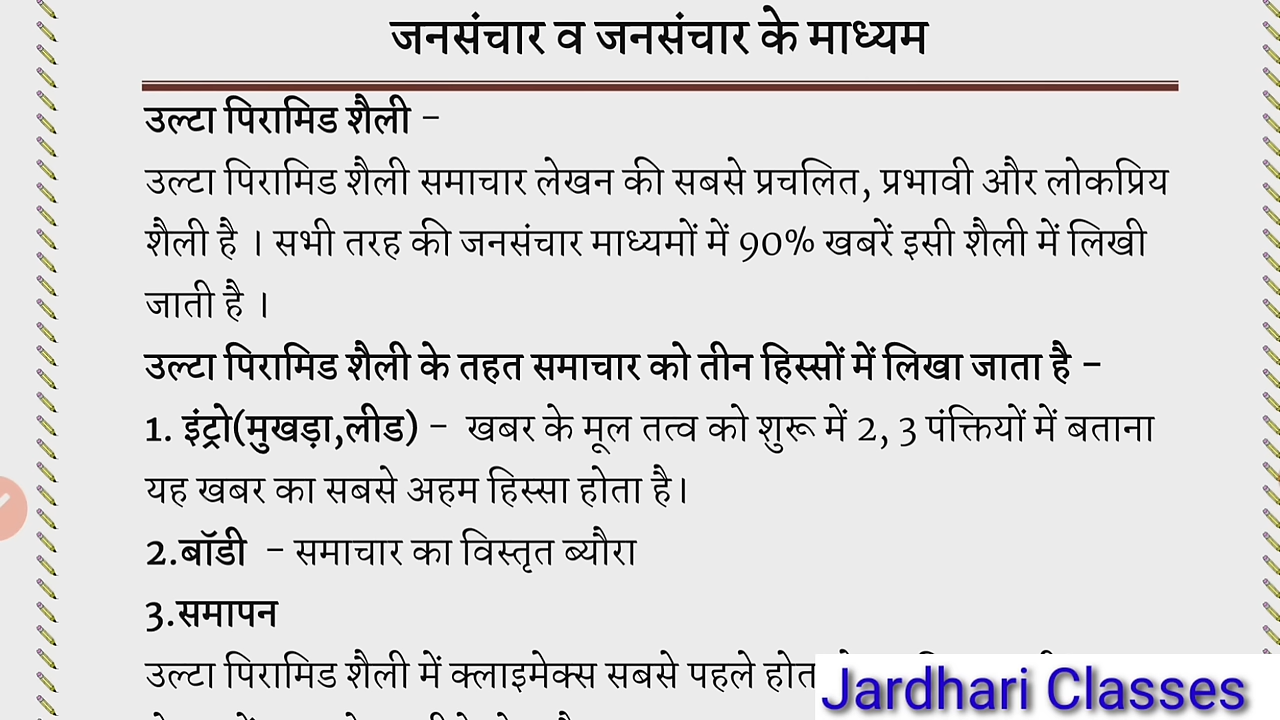 जनसंचार व जनसंचार के माध्यम
उल्टा पिरामिड शैली -
उल्टा पिरामिड शैली समाचार लेखन की सबसे प्रचलित, प्रभावी और लोकप्रिय
शैली है । सभी तरह की जनसंचार माध्यमों में 90% खबरें इसी शैली में लिखी
जाती है ।
उल्टा पिरामिड शैली के तहत समाचार को तीन हिस्सों में लिखा जाता है -
1. इंट्रो(मुखड़ा,लीड) - खबर के मूल तत्व को शुरू में 2, 3 पंक्तियों में बताना
यह खबर का सबसे अहम हिस्सा होता है।
2.बॉडी - समाचार का विस्तृत ब्यौरा
3.समापन
उल्टा पिरामिड शैली में क्लाइमेक्स सबसे पहले
Jardhari Classes